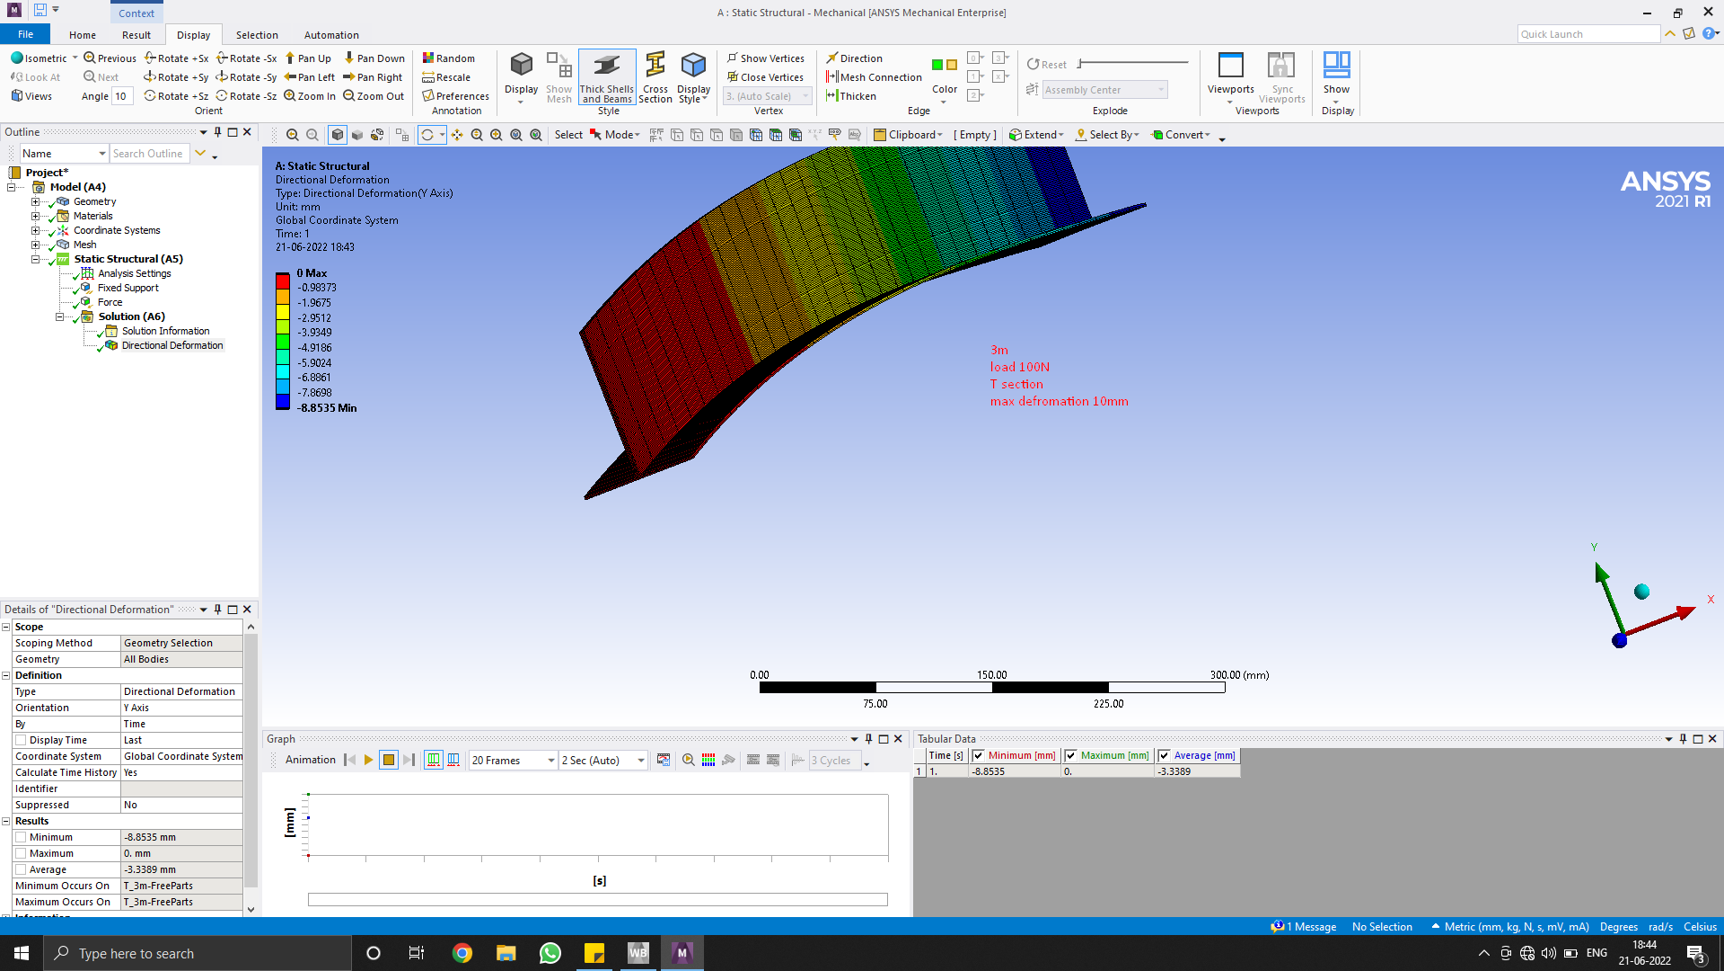 Context
A : Static Structural - Mechanical [ANSYS Mechanical Enterprise]
File Home Result Display Selection Automation
Quick Launch
Isometric Previous Rotate +Sx Rotate -Sx Pan Up Pan Down
Look At Next Rotate +Sy Rotate -Sy Pan Left Pan Right
Views Angle 10 Rotate +Sz Rotate -Sz Zoom In Zoom Out
Orient
Random
Rescale
Preferences
Annotation
Display
Show Mesh
Thick Shells and Beams
Cross Section
Display Style
Style
Show Vertices
Close Vertices
3. (Auto Scale)
Vertex
Direction
Mesh Connection
Thicken
Color
0 3
1 x
2
Edge
Reset
Assembly Center
Explode
Viewports
Sync Viewports
Viewports
Show
Display
Outline
Select Mode Clipboard [ Empty ] Extend Select By Convert
Name Search Outline
Project*
Model (A4)
Geometry
Materials
Coordinate Systems
Mesh
Static Structural (A5)
Analysis Settings
Fixed Support
Force
Solution (A6)
Solution Information
Directional Deformation
A: Static Structural
Directional Deformation
Type: Directional Deformation(Y Axis)
Unit: mm
Global Coordinate System
Time: 1
21-06-2022 18:43
0 Max
-0.98373
-1.9675
-2.9512
-3.9349
-4.9186
-5.9024
-6.8861
-7.8698
-8.8535 Min
ANSYS
2021 R1
3m
load 100N
T section
max defromation 10mm
Y
X
0.00 150.00 300.00 (mm)
75.00 225.00
Details of "Directional Deformation"
Scope
Scoping Method Geometry Selection
Geometry All Bodies
Definition
Type Directional Deformation
Orientation Y Axis
By Time
Display Time Last
Coordinate System Global Coordinate System
Calculate Time History Yes
Identifier
Suppressed No
Results
Minimum -8.8535 mm
Maximum 0. mm
Average -3.3389 mm
Minimum Occurs On T_3m-FreeParts
Maximum Occurs On T_3m-FreeParts
Information
Graph
Animation 20 Frames 2 Sec (Auto) 3 Cycles
[mm]
[s]
Tabular Data
Time [s] Minimum [mm] Maximum [mm] Average [mm]
1 1. -8.8535 0. -3.3389
1 Message No Selection Metric (mm, kg, N, s, mV, mA) Degrees rad/s Celsius
Type here to search
WB
M
ENG
18:44
21-06-2022
3